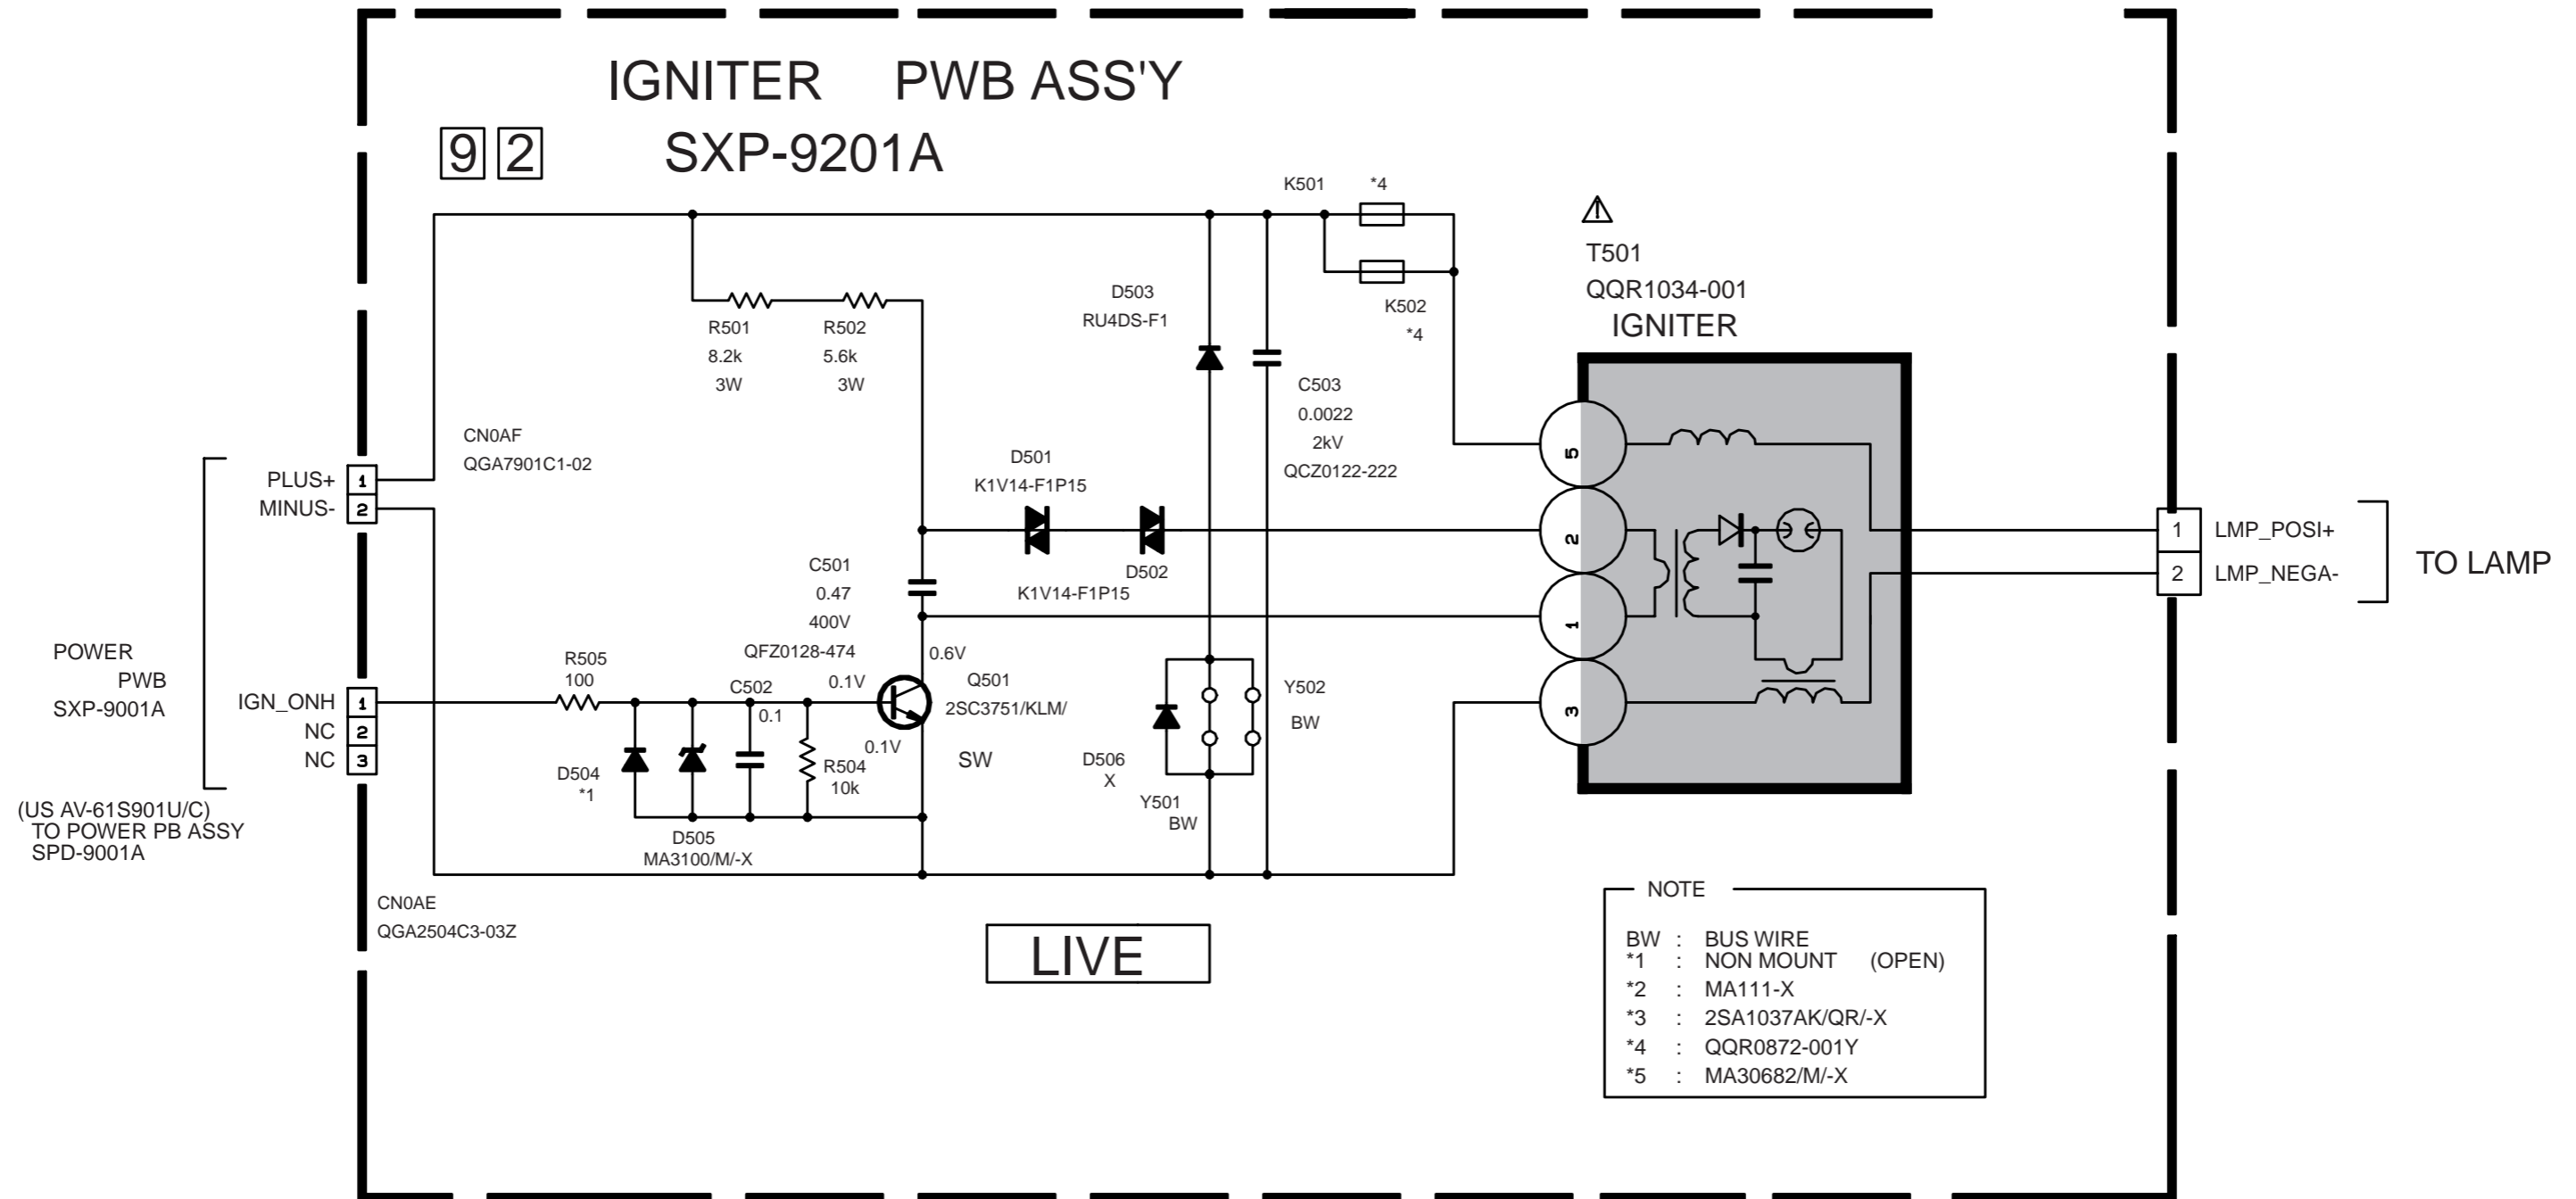 IGNITER PWB ASS'Y
9 2 SXP-9201A
K501 *4
K502
*4
T501
QQR1034-001
IGNITER
D503
RU4DS-F1
R501
8.2k
3W
R502
5.6k
3W
C503
0.0022
2kV
QCZ0122-222
CN0AF
QGA7901C1-02
PLUS+ 1
MINUS- 2
D501
K1V14-F1P15
D502
K1V14-F1P15
C501
0.47
400V
QFZ0128-474
5
2
1
3
1 LMP_POSI+
2 LMP_NEGA-
TO LAMP
POWER
PWB
SXP-9001A
IGN_ONH 1
NC 2
NC 3
R505
100
C502
0.1
0.1V
0.6V
Q501
2SC3751/KLM/
SW
0.1V
R504
10k
D504
*1
D505
MA3100/M/-X
D506
X
Y501
BW
Y502
BW
(US AV-61S901U/C)
TO POWER PB ASSY
SPD-9001A
CN0AE
QGA2504C3-03Z
LIVE
NOTE
BW : BUS WIRE
*1 : NON MOUNT (OPEN)
*2 : MA111-X
*3 : 2SA1037AK/QR/-X
*4 : QQR0872-001Y
*5 : MA30682/M/-X